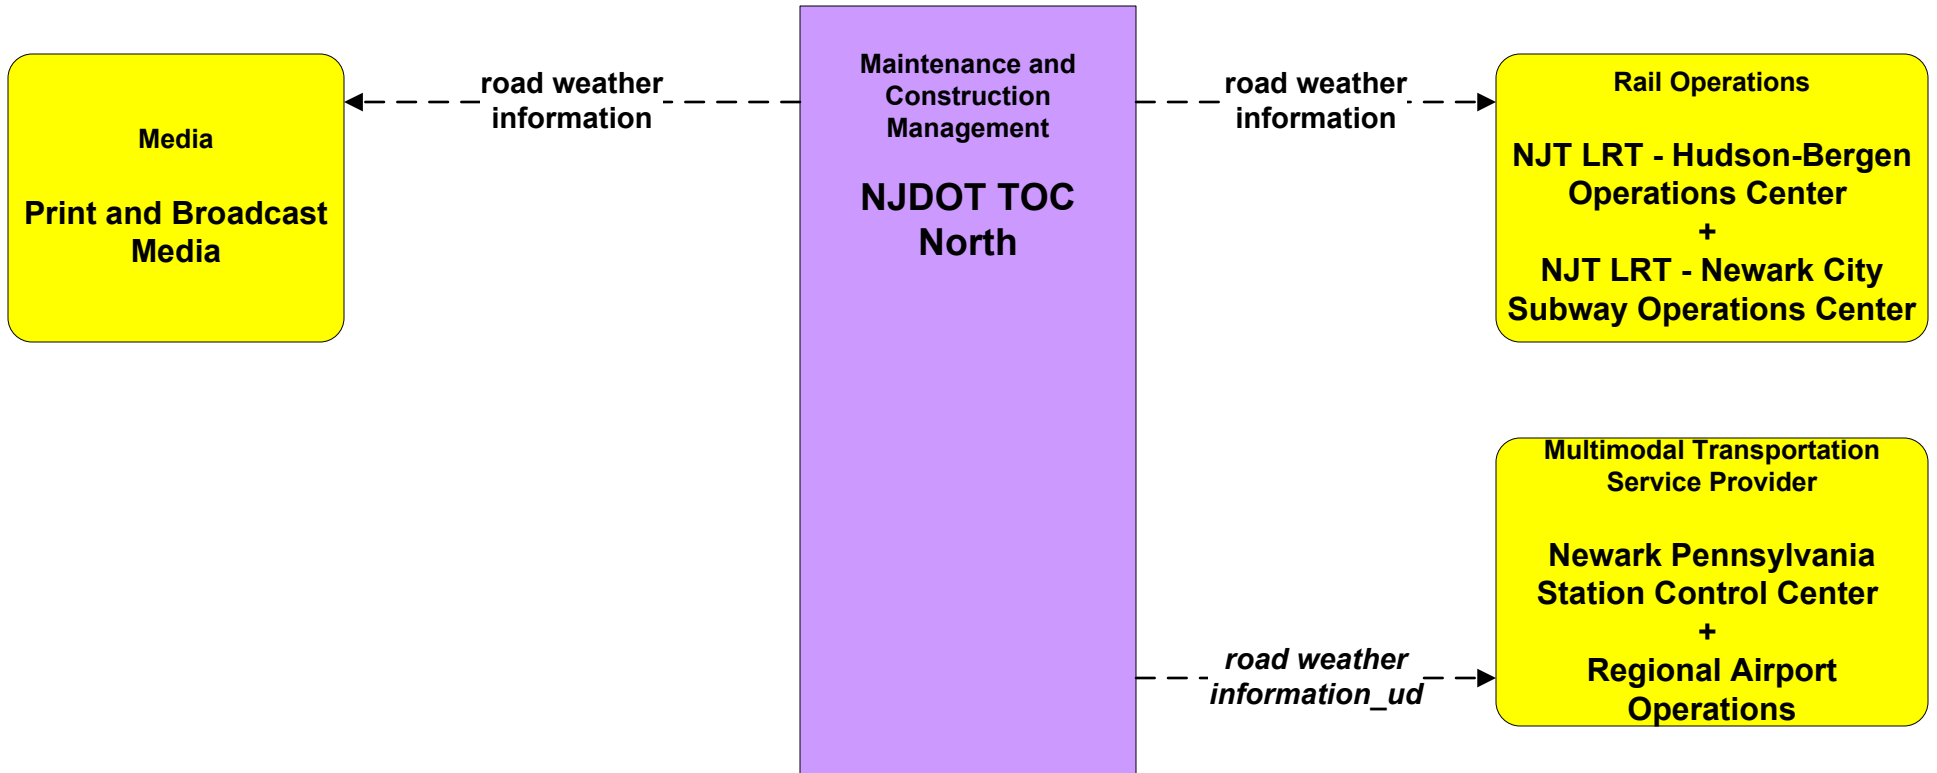 Media
Print and Broadcast
Media
road weather
information
Maintenance and
Construction
Management
NJDOT TOC
North
road weather
information
Rail Operations
NJT LRT - Hudson-Bergen
Operations Center
+
NJT LRT - Newark City
Subway Operations Center
road weather
information_ud
Multimodal Transportation
Service Provider
Newark Pennsylvania
Station Control Center
+
Regional Airport
Operations